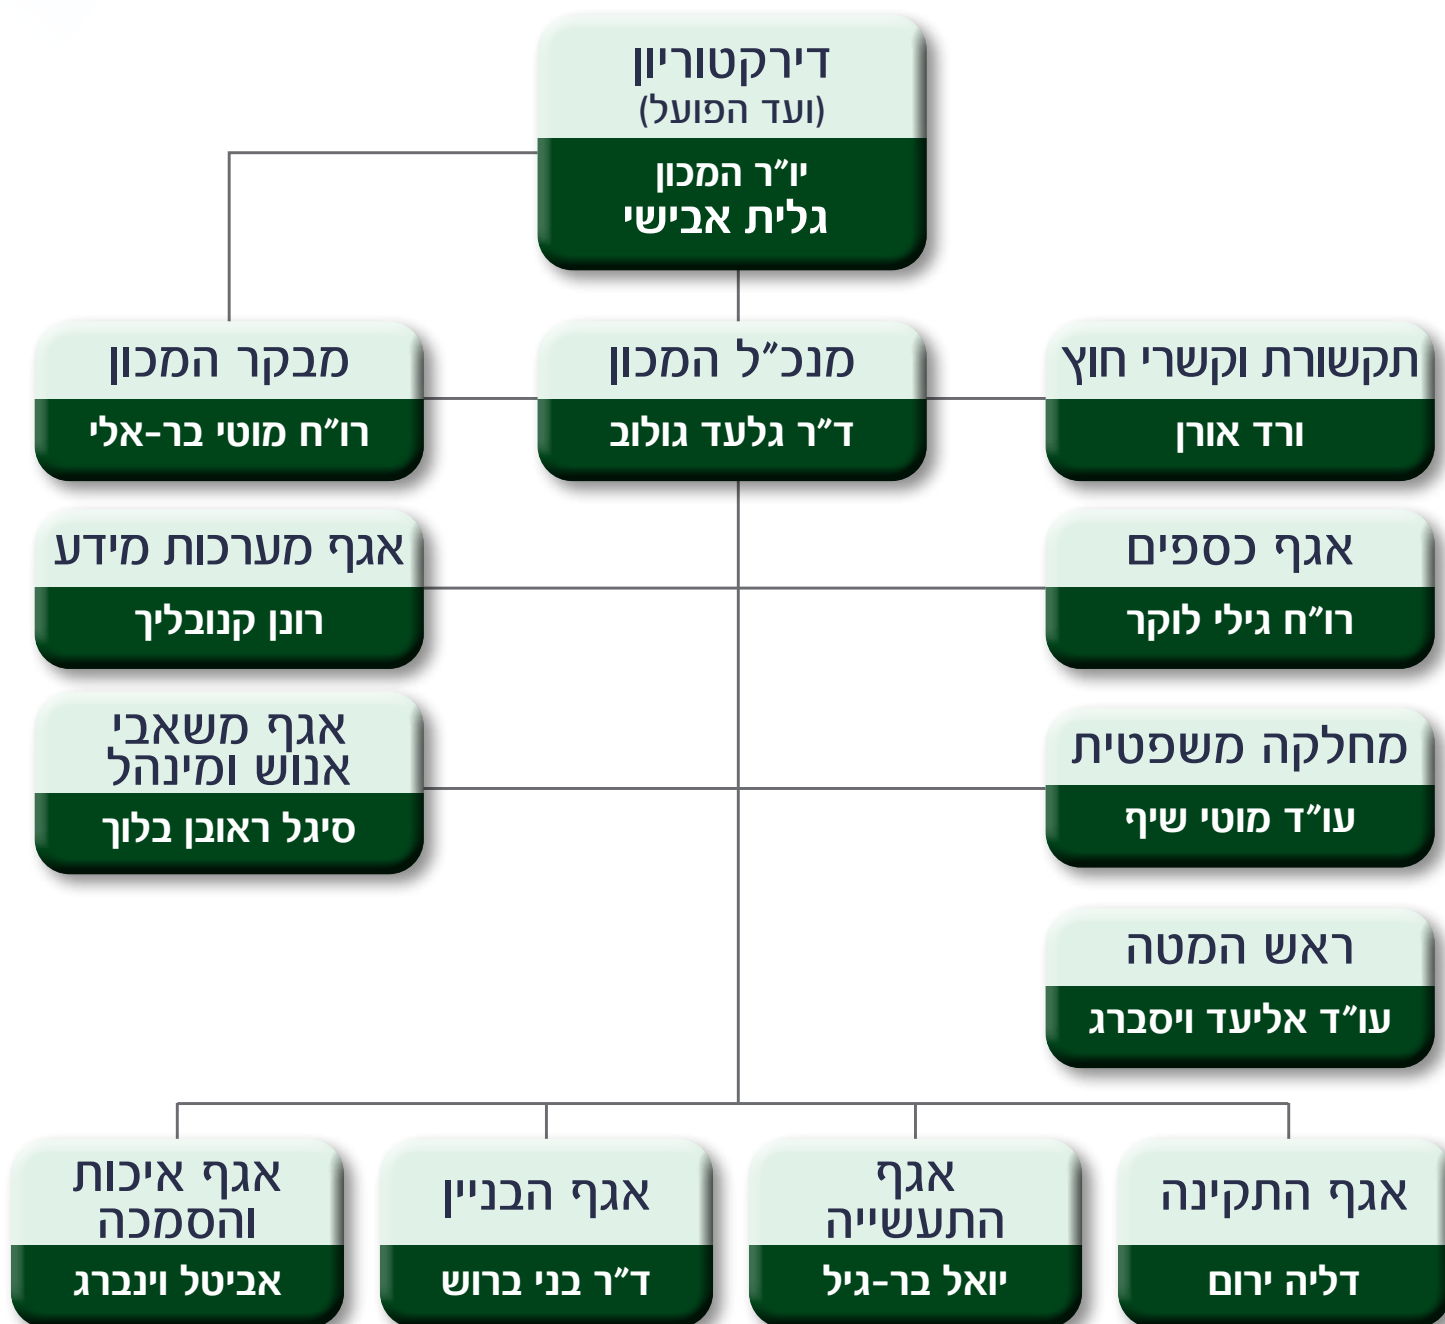 דירקטוריון
(ועד הפועל)
יו״ר המכון
גלית אבישי
תקשורת וקשרי חוץ
ורד אורן
מנכ״ל המכון
ד״ר גלעד גולוב
מבקר המכון
רו״ח מוטי בר-אלי
אגף כספים
רו״ח גילי לוקר
אגף מערכות מידע
רונן קנובליך
מחלקה משפטית
עו״ד מוטי שיף
אגף משאבי
אנוש ומינהל
סיגל ראובן בלוך
ראש המטה
עו״ד אליעד ויסברג
אגף התקינה
דליה ירום
אגף
התעשייה
יואל בר-גיל
אגף הבניין
ד״ר בני ברוש
אגף איכות
והסמכה
אביטל וינברג